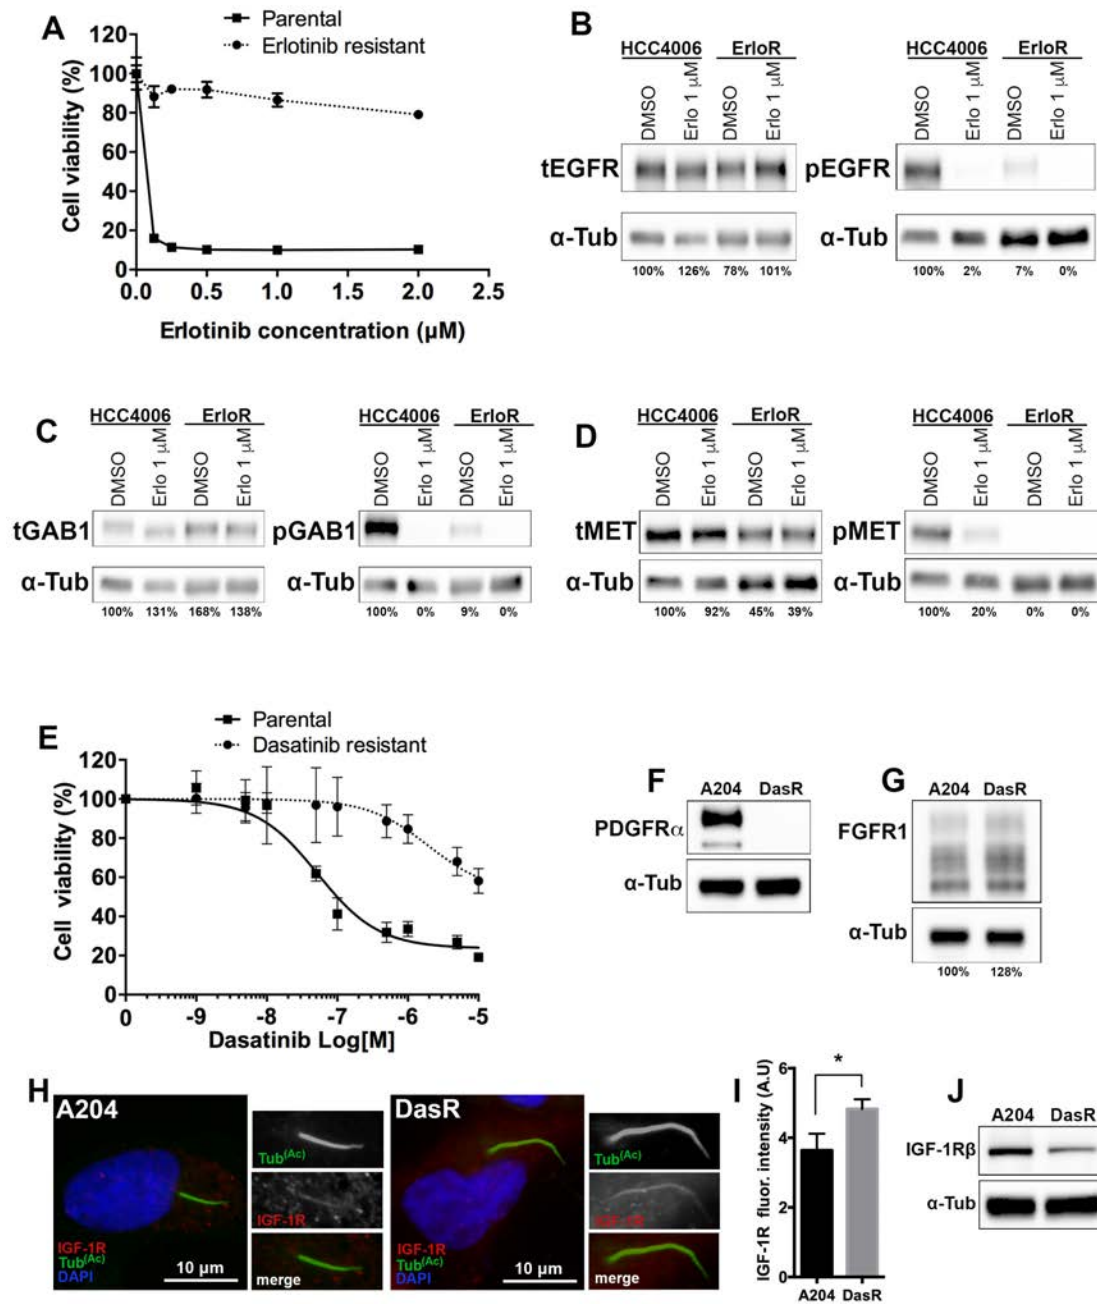 A
Parental
Erlotinib resistant
Cell viability (%)
120
100
80
60
40
20
0
0.0 0.5 1.0 1.5 2.0 2.5
Erlotinib concentration (μM)
B
HCC4006 ErloR
DMSO Erlo 1 μM DMSO Erlo 1 μM
tEGFR
α-Tub
100% 126% 78% 101%
HCC4006 ErloR
DMSO Erlo 1 μM DMSO Erlo 1 μM
pEGFR
α-Tub
100% 2% 7% 0%
C
HCC4006 ErloR
DMSO Erlo 1 μM DMSO Erlo 1 μM
tGAB1
α-Tub
100% 131% 168% 138%
HCC4006 ErloR
DMSO Erlo 1 μM DMSO Erlo 1 μM
pGAB1
α-Tub
100% 0% 9% 0%
D
HCC4006 ErloR
DMSO Erlo 1 μM DMSO Erlo 1 μM
tMET
α-Tub
100% 92% 45% 39%
HCC4006 ErloR
DMSO Erlo 1 μM DMSO Erlo 1 μM
pMET
α-Tub
100% 20% 0% 0%
E
Parental
Dasatinib resistant
Cell viability (%)
120
100
80
60
40
20
0
0 -9 -8 -7 -6 -5
Dasatinib Log[M]
F
A204 DasR
PDGFRα
α-Tub
G
A204 DasR
FGFR1
α-Tub
100% 128%
H
A204
IGF-1R
Tub(Ac)
DAPI
10 μm
Tub(Ac)
IGF-1R
merge
DasR
IGF-1R
Tub(Ac)
DAPI
10 μm
Tub(Ac)
IGF-1R
merge
I
IGF-1R fluor. intensity (A.U)
6
4
2
0
*
A204 DasR
J
A204 DasR
IGF-1Rβ
α-Tub